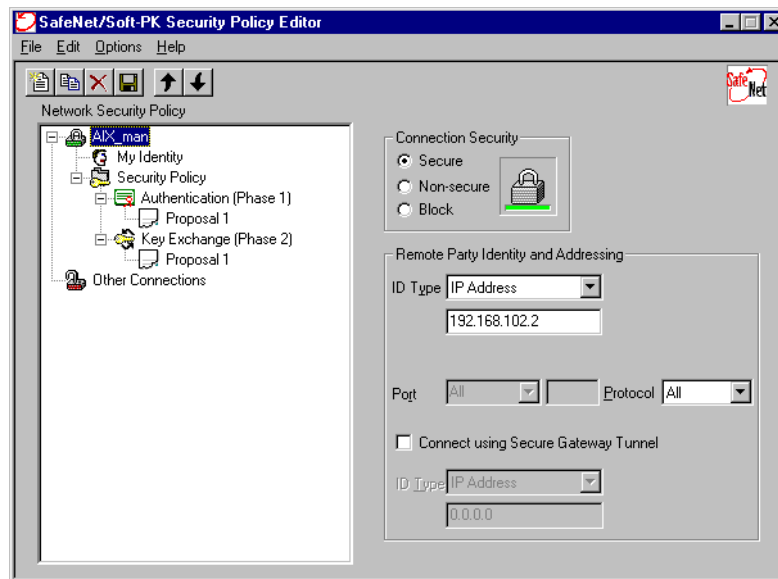 SafeNet/Soft-PK Security Policy Editor
File Edit Options Help
Safe Net
Network Security Policy
AIX_man
My Identity
Security Policy
Authentication (Phase 1)
Proposal 1
Key Exchange (Phase 2)
Proposal 1
Other Connections
Connection Security
Secure
Non-secure
Block
Remote Party Identity and Addressing
ID Type IP Address
192.168.102.2
Port All Protocol All
Connect using Secure Gateway Tunnel
ID Type IP Address
0.0.0.0